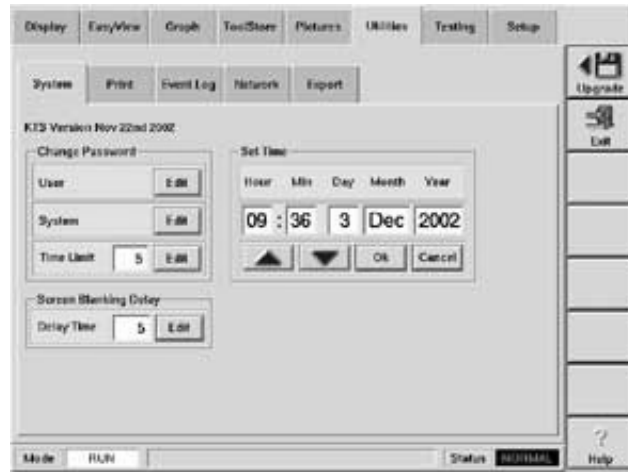 Display EasyView Graph ToolStore Pictures Utilities Testing Setup
Upgrade
System Print Event Log Network Export
Exit
KTS Version Nov 22nd 2002
Change Password
Set Time
User Edit
Hour Min Day Month Year
System Edit
09 : 36 3 Dec 2002
Time Limit 5 Edit
Ok Cancel
Screen Blanking Delay
Delay Time 5 Edit
?
Mode RUN Status NORMAL Help